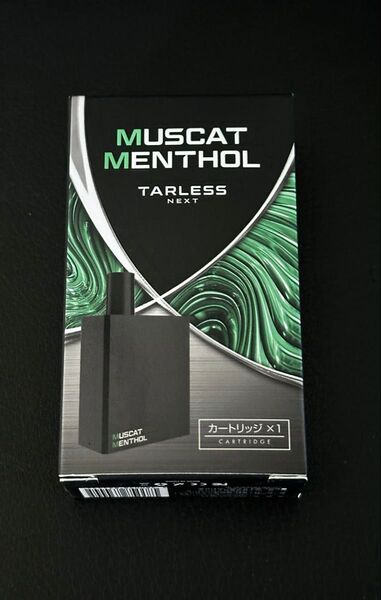 MUSCAT
MENTHOL
TARLESS
NEXT
MUSCAT
MENTHOL
カートリッジ ×1
CARTRIDGE